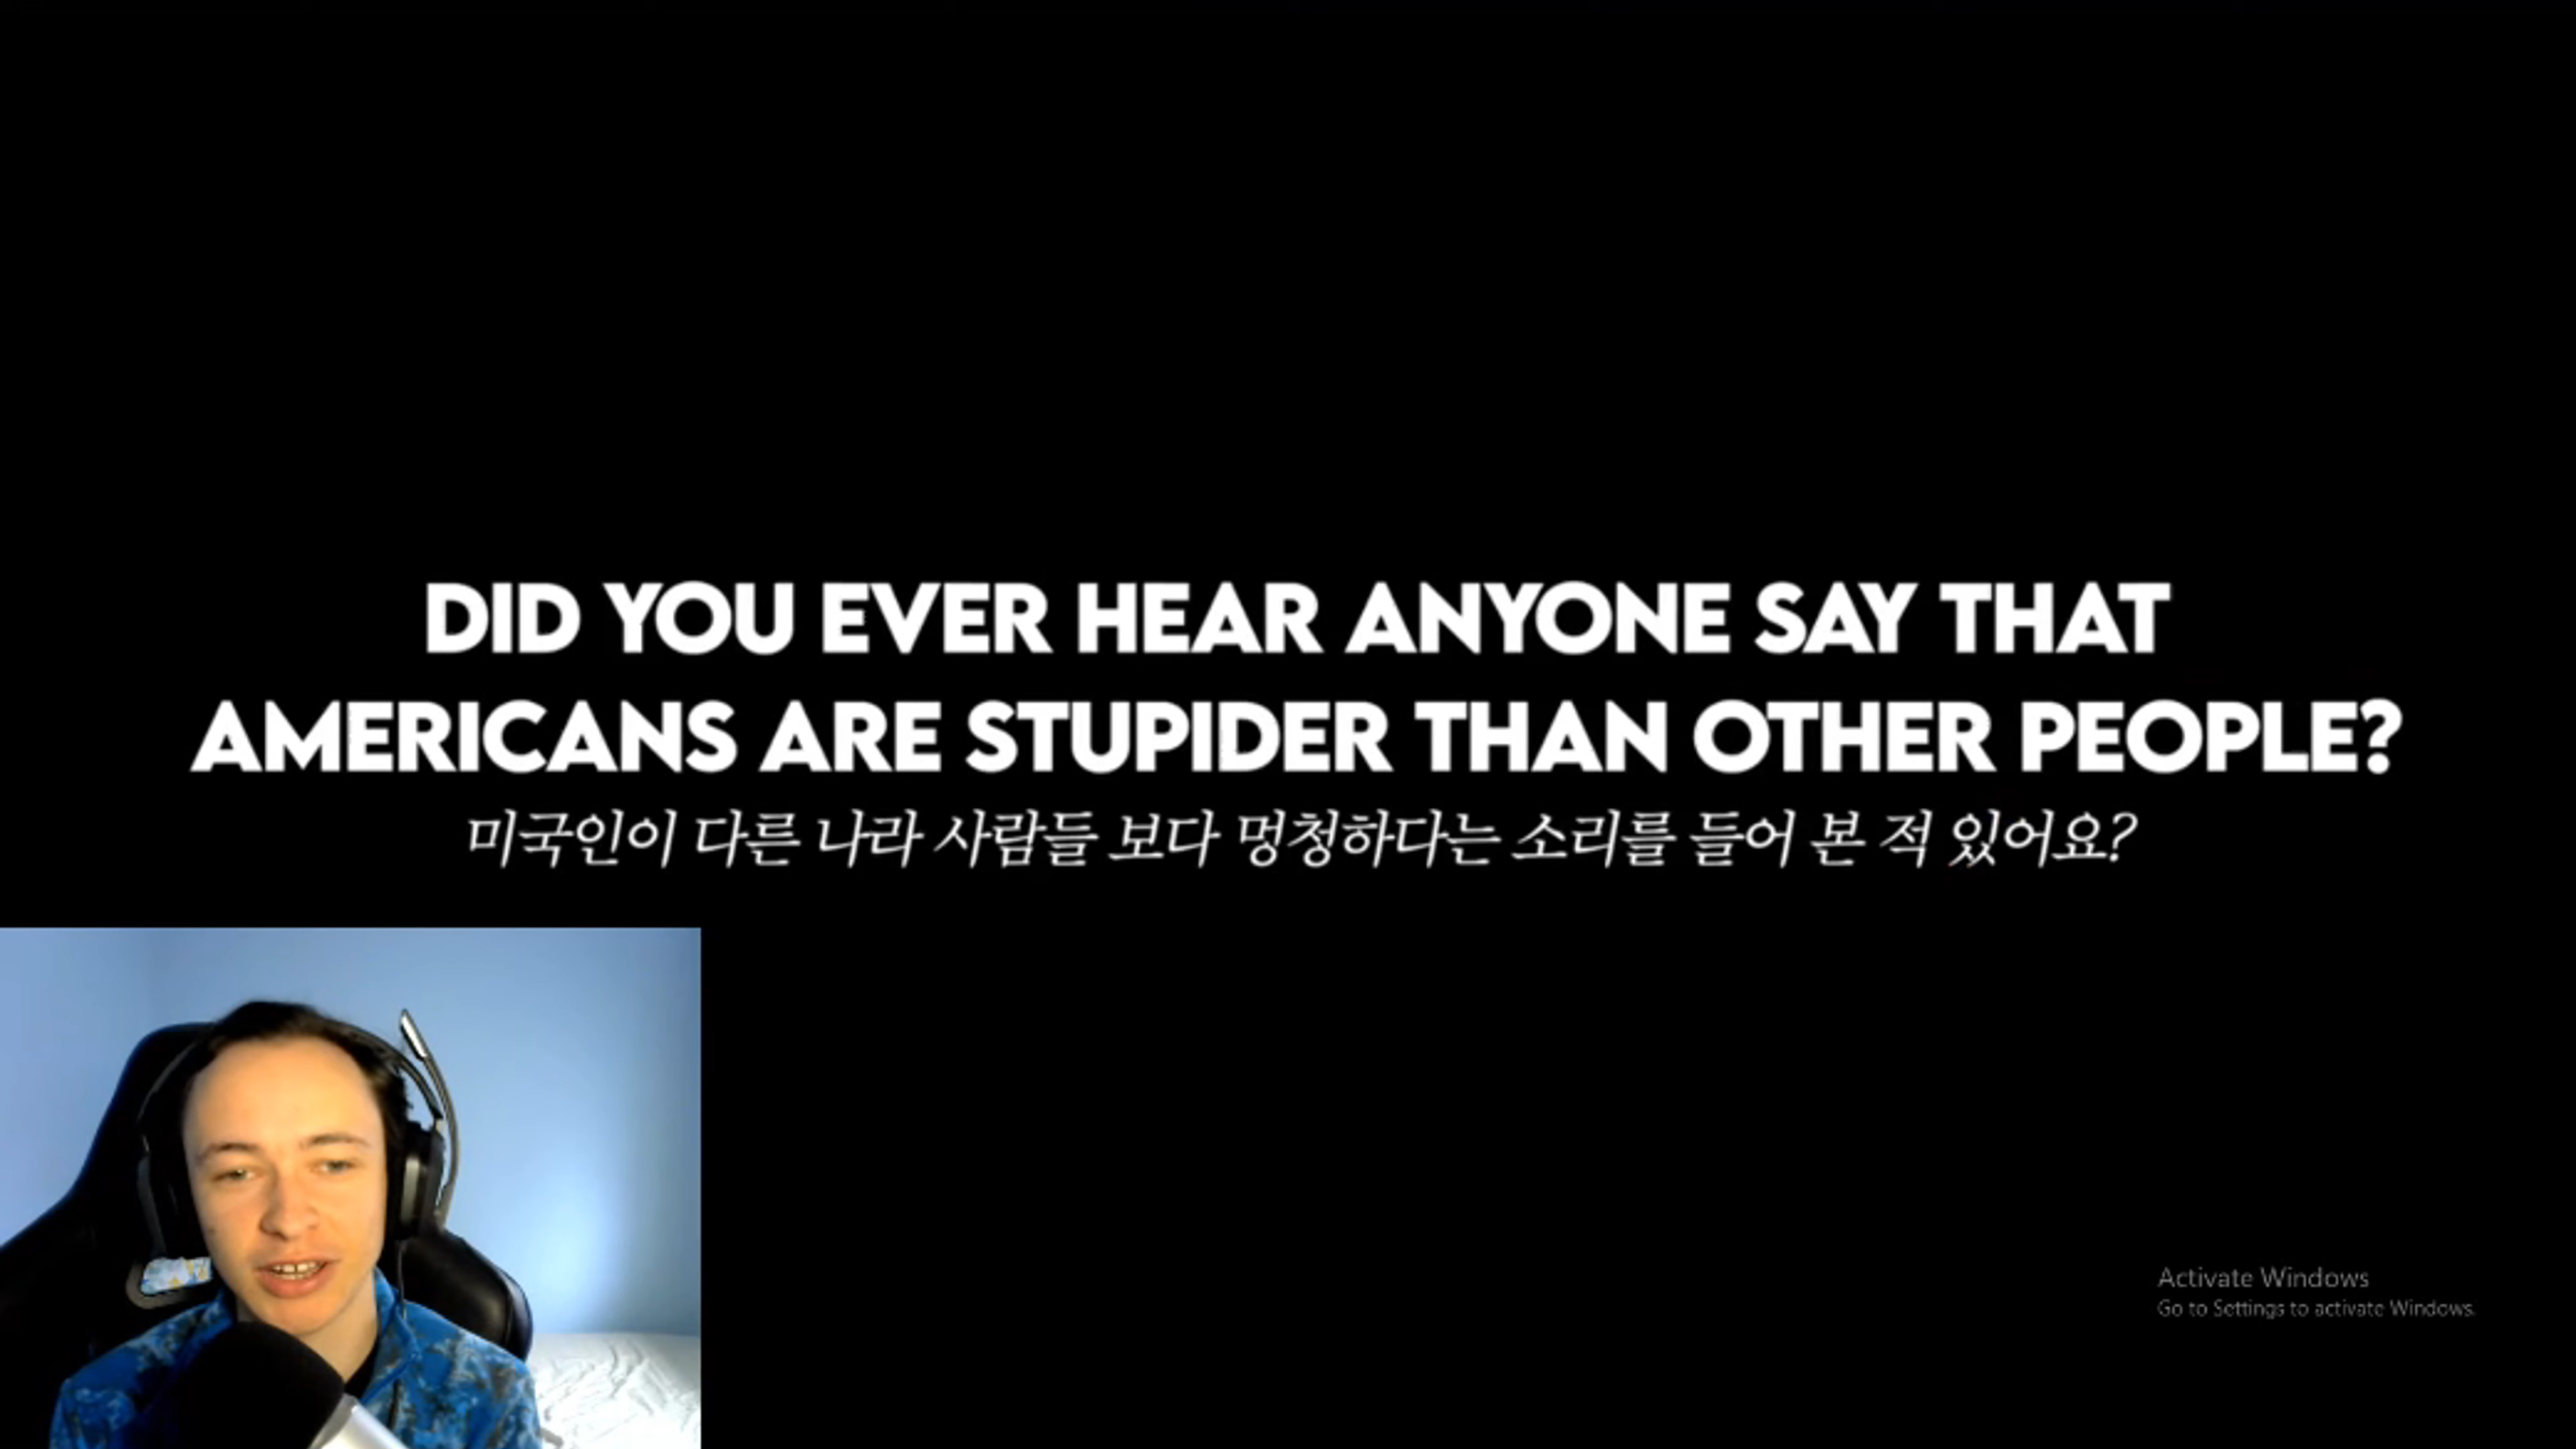 DID YOU EVER HEAR ANYONE SAY THAT
AMERICANS ARE STUPIDER THAN OTHER PEOPLE?
미국인이 다른 나라 사람들 보다 멍청하다는 소리를 들어 본 적 있어요?
Activate Windows
Go to Settings to activate Windows.